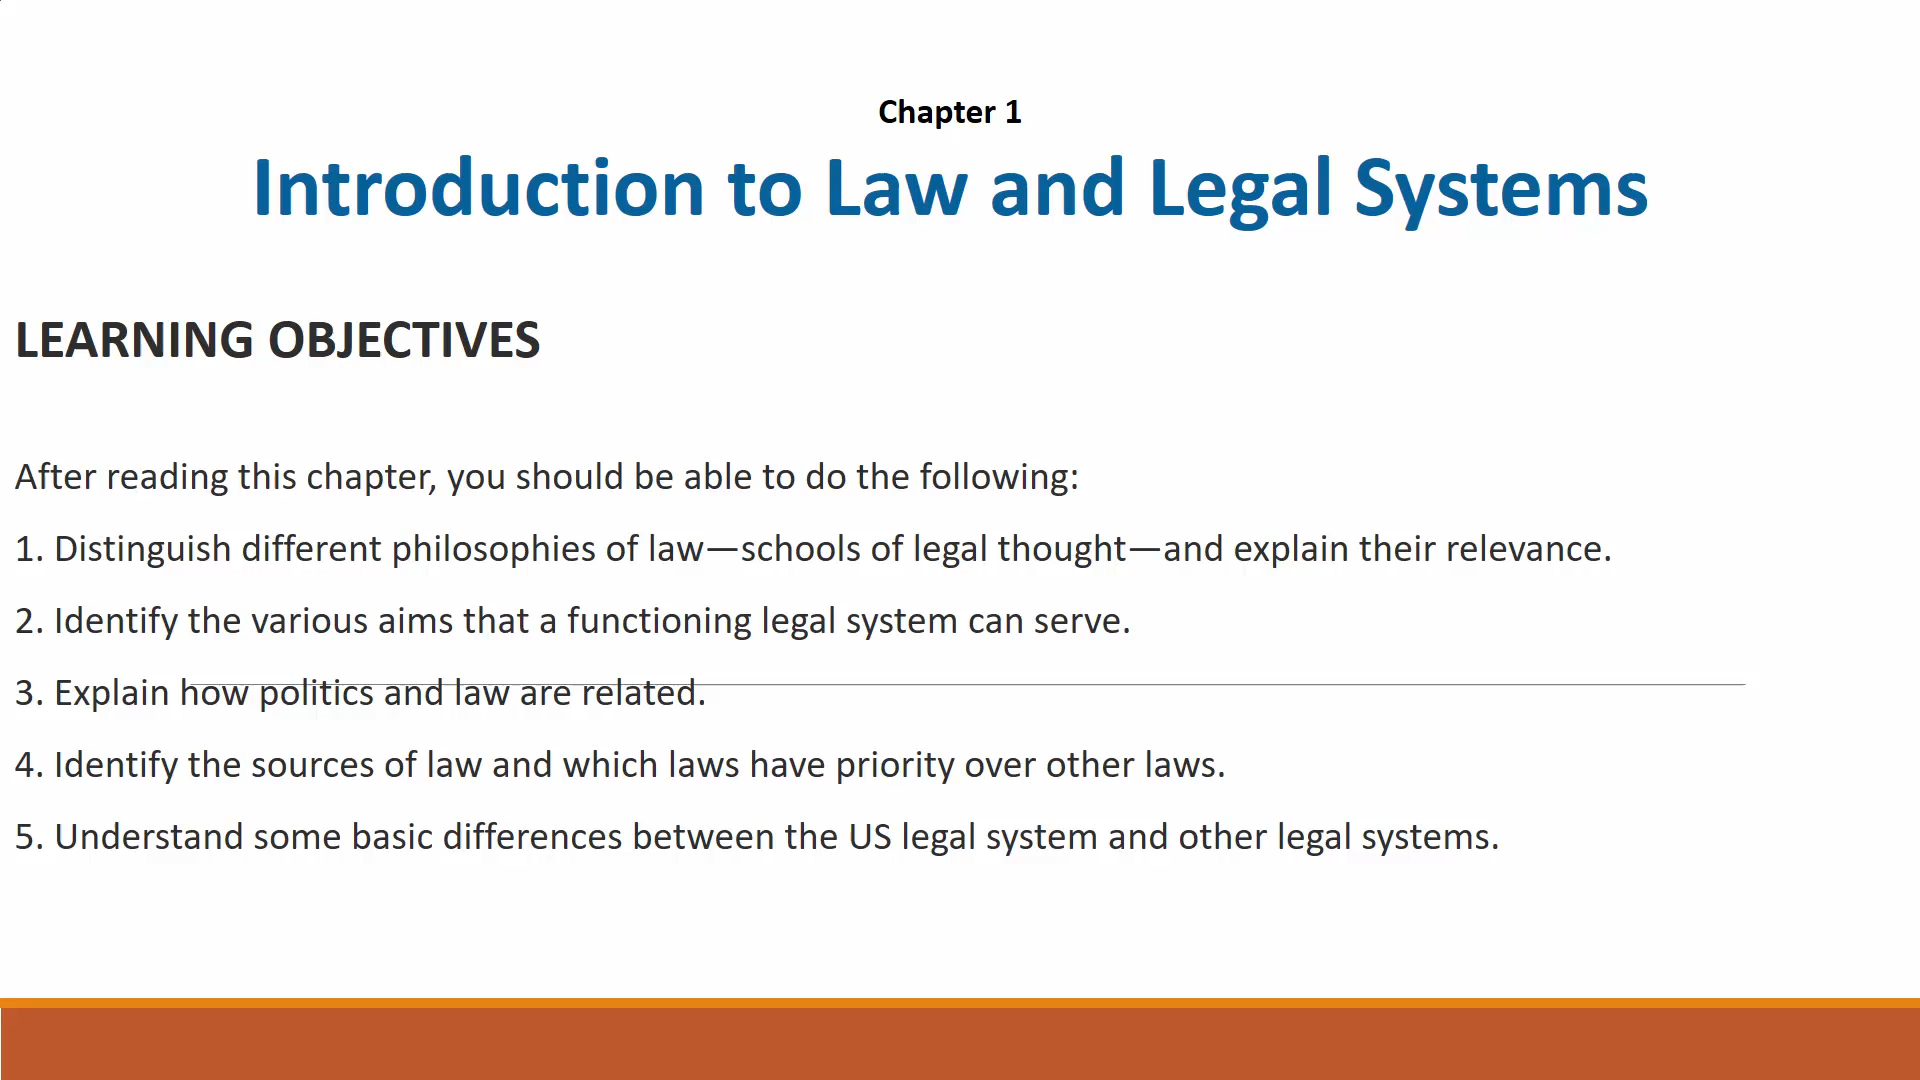 Chapter 1
Introduction to Law and Legal Systems
LEARNING OBJECTIVES
After reading this chapter, you should be able to do the following:
1. Distinguish different philosophies of law—schools of legal thought—and explain their relevance.
2. Identify the various aims that a functioning legal system can serve.
3. Explain how politics and law are related.
4. Identify the sources of law and which laws have priority over other laws.
5. Understand some basic differences between the US legal system and other legal systems.